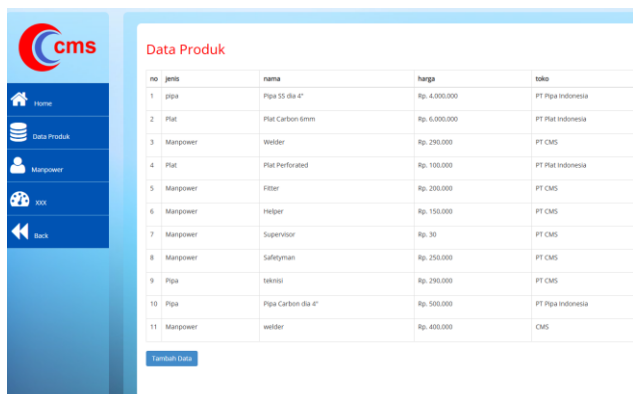 cms
Home
Data Produk
Manpower
XXX
Back
Data Produk
no jenis nama harga toko
1 pipa Pipa SS dia 4" Rp. 4,000,000 PT Pipa Indonesia
2 Plat Plat Carbon 6mm Rp. 6.000.000 PT Plat Indonesia
3 Manpower Welder Rp. 290.000 PT CMS
4 Plat Plat Perforated Rp. 100.000 PT Plat Indonesia
5 Manpower Fitter Rp. 200.000 PT CMS
6 Manpower Helper Rp. 150.000 PT CMS
7 Manpower Supervisor Rp. 30 PT CMS
8 Manpower Safetyman Rp. 250.000 PT CMS
9 Pipa teknisi Rp. 290.000 PT CMS
10 Pipa Pipa Carbon dia 4" Rp. 500.000 PT Pipa Indonesia
11 Manpower welder Rp. 400.000 CMS
Tambah Data